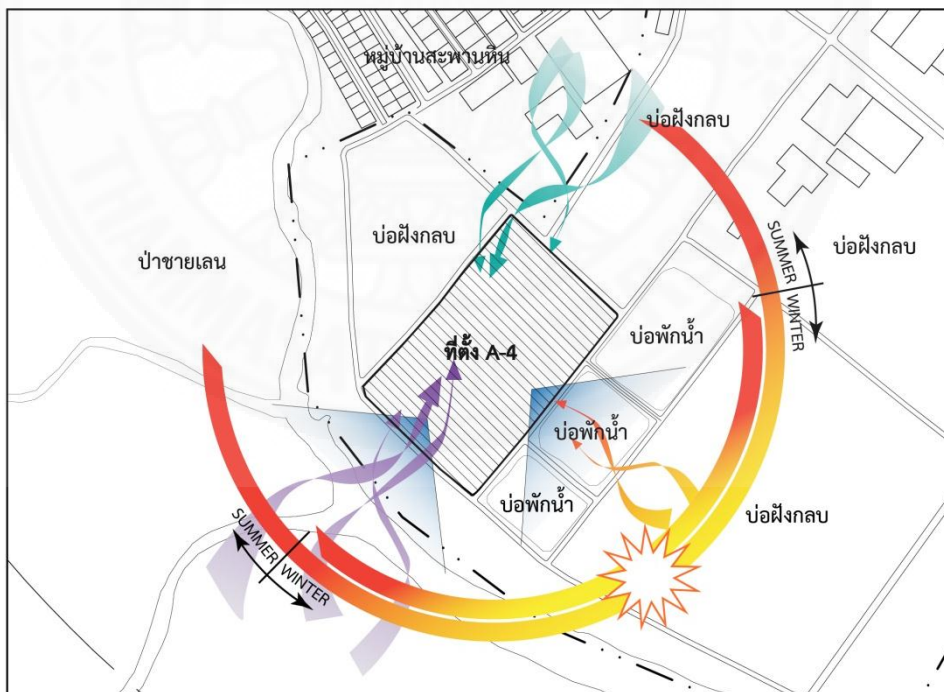 หมู่บ้านสะพานหิน
บ่อฝังกลบ
บ่อฝังกลบ
บ่อฝังกลบ
ป่าชายเลน
SUMMER
WINTER
บ่อพักน้ำ
ที่ตั้ง A-4
บ่อพักน้ำ
บ่อพักน้ำ
บ่อฝังกลบ
SUMMER
WINTER